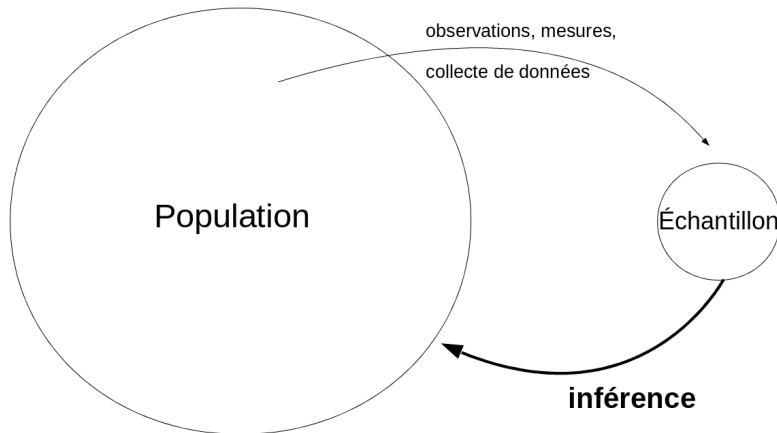 observations, mesures,
collecte de données
Population
Échantillon
inférence